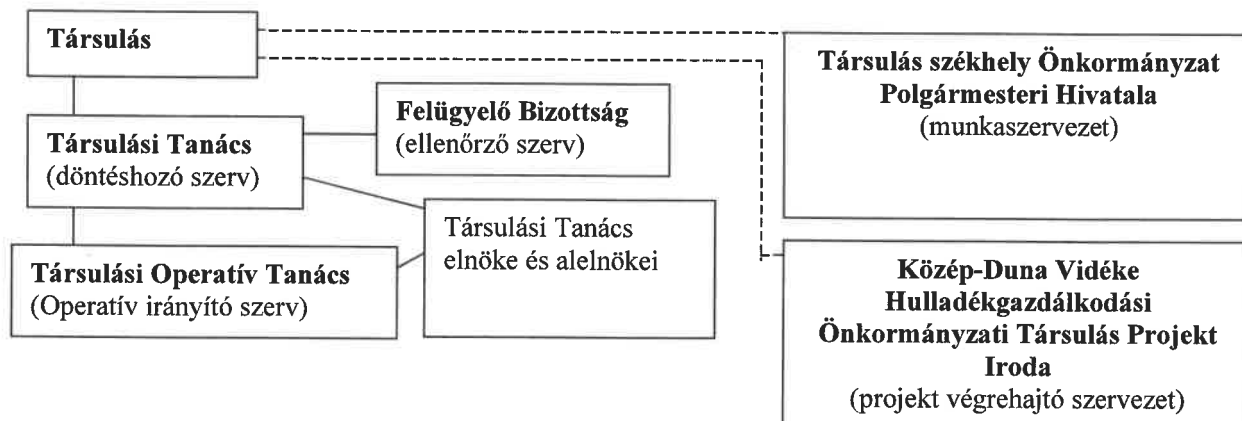 Társulás
Társulási Tanács
(döntéshozó szerv)
Felügyelő Bizottság
(ellenőrző szerv)
Társulási Operatív Tanács
(Operatív irányító szerv)
Társulási Tanács
elnöke és alelnökei
Társulás székhely Önkormányzat
Polgármesteri Hivatala
(munkaszervezet)
Közép-Duna Vidéke
Hulladékgazdálkodási
Önkormányzati Társulás Projekt
Iroda
(projekt végrehajtó szervezet)